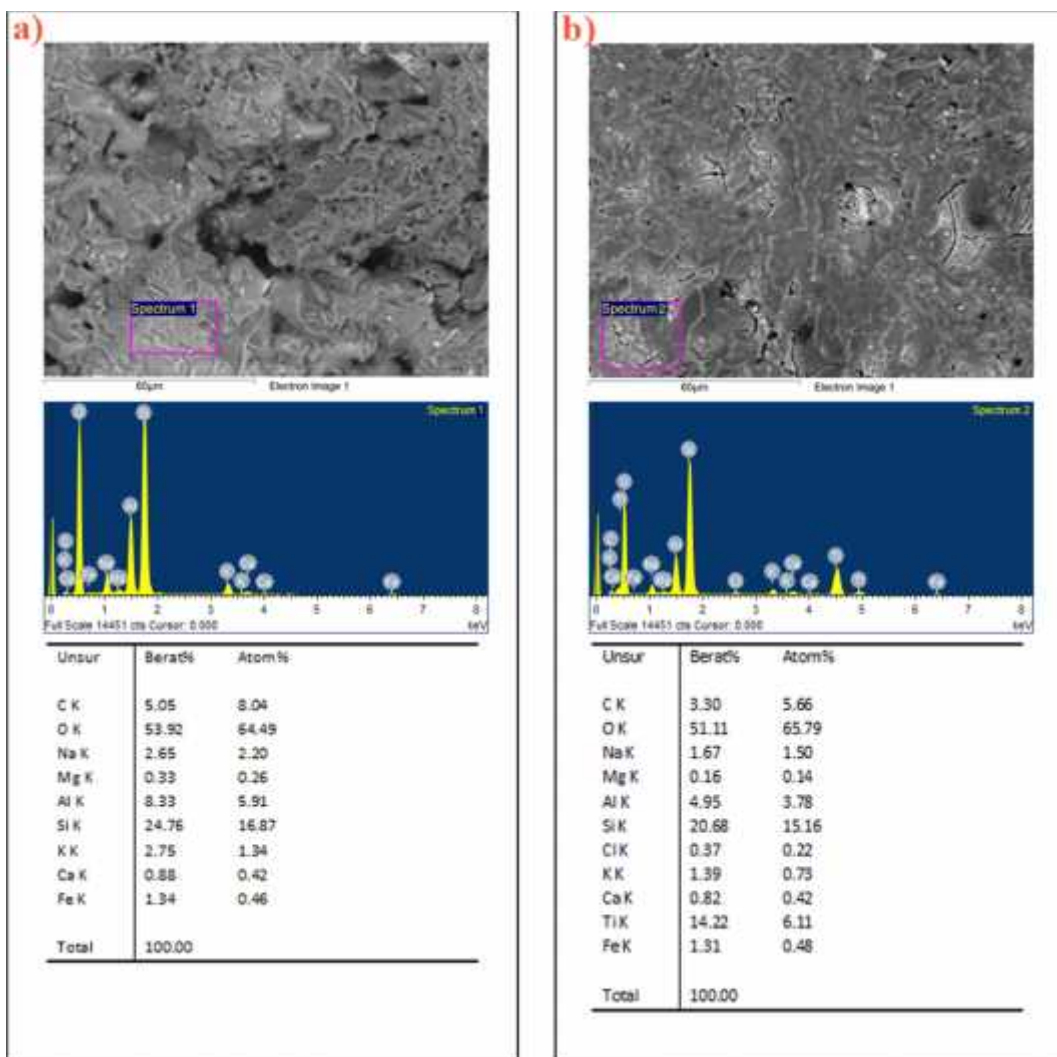 a)
Spectrum 1
60µm Electron Image 1
Spectrum 1
0 1 2 3 4 5 6 7 8
Full Scale 14451 cts Cursor: 0.000 keV
Unsur Berat% Atom%
C K 5.05 8.04
O K 53.92 64.49
Na K 2.65 2.20
Mg K 0.33 0.26
Al K 8.33 5.91
Si K 24.76 16.87
K K 2.75 1.34
Ca K 0.88 0.42
Fe K 1.34 0.46
Total 100.00
b)
Spectrum 2
60µm Electron Image 1
Spectrum 2
0 1 2 3 4 5 6 7 8
Full Scale 14451 cts Cursor: 0.000 keV
Unsur Berat% Atom%
C K 3.30 5.66
O K 51.11 65.79
Na K 1.67 1.50
Mg K 0.16 0.14
Al K 4.95 3.78
Si K 20.68 15.16
Cl K 0.37 0.22
K K 1.39 0.73
Ca K 0.82 0.42
Ti K 14.22 6.11
Fe K 1.31 0.48
Total 100.00